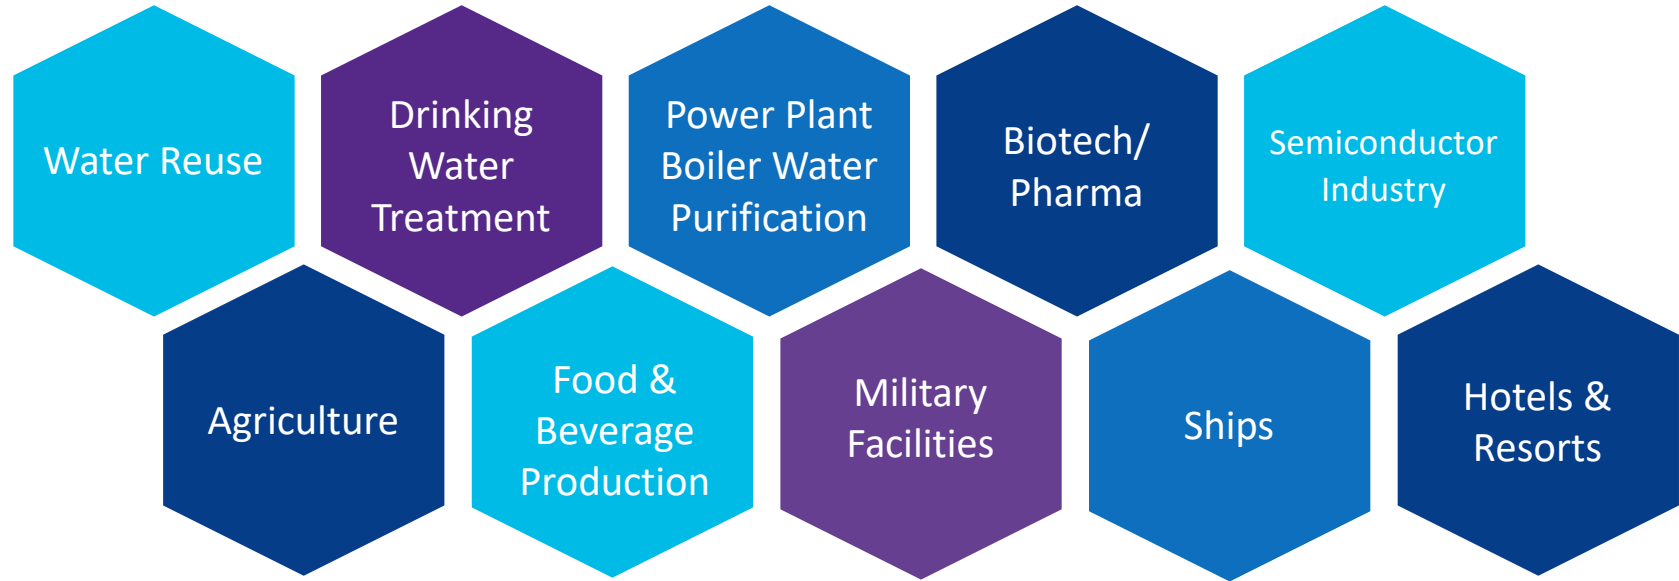 Water Reuse
Drinking
Water
Treatment
Power Plant
Boiler Water
Purification
Biotech/
Pharma
Semiconductor
Industry
Agriculture
Food &
Beverage
Production
Military
Facilities
Ships
Hotels &
Resorts